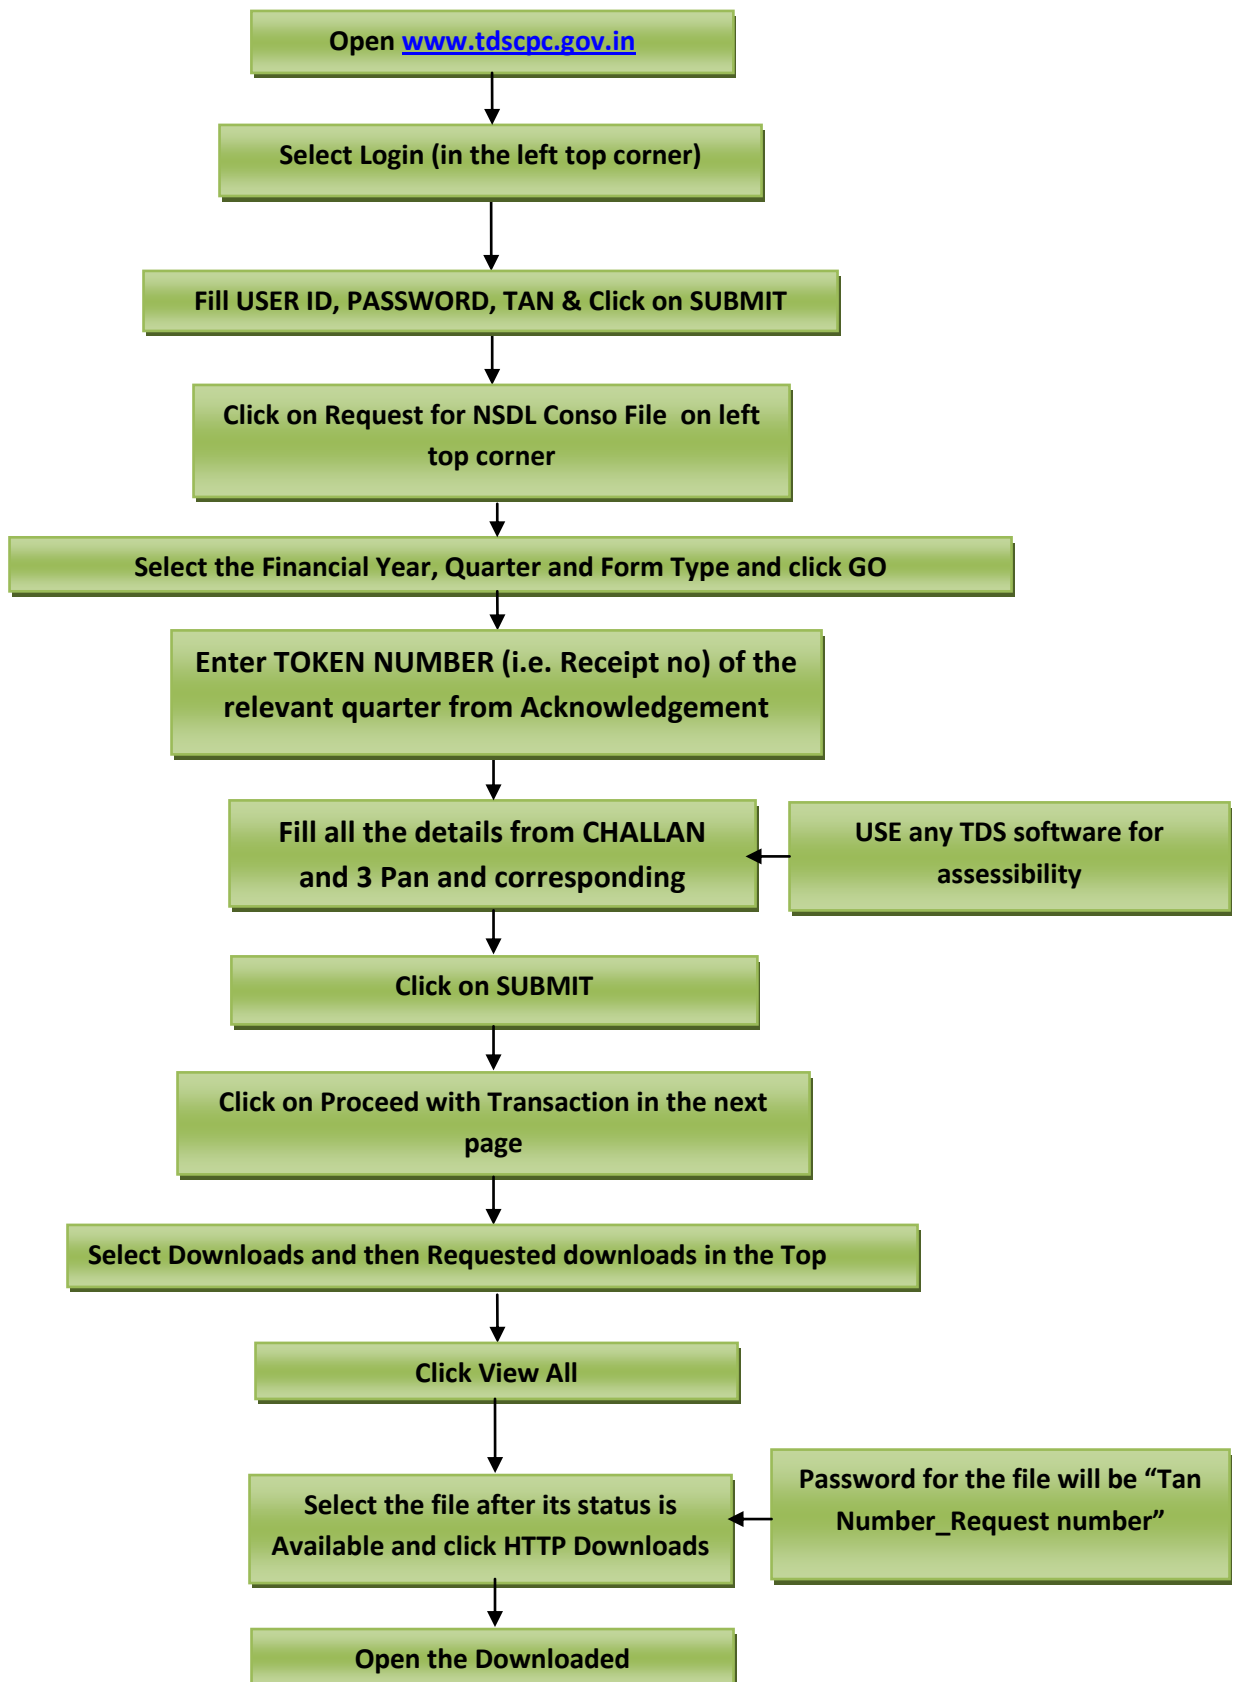 Open www.tdscpc.gov.in
Select Login (in the left top corner)
Fill USER ID, PASSWORD, TAN & Click on SUBMIT
Click on Request for NSDL Conso File on left
top corner
Select the Financial Year, Quarter and Form Type and click GO
Enter TOKEN NUMBER (i.e. Receipt no) of the
relevant quarter from Acknowledgement
Fill all the details from CHALLAN
and 3 Pan and corresponding
USE any TDS software for
assessibility
Click on SUBMIT
Click on Proceed with Transaction in the next
page
Select Downloads and then Requested downloads in the Top
Click View All
Select the file after its status is
Available and click HTTP Downloads
Password for the file will be “Tan
Number_Request number”
Open the Downloaded